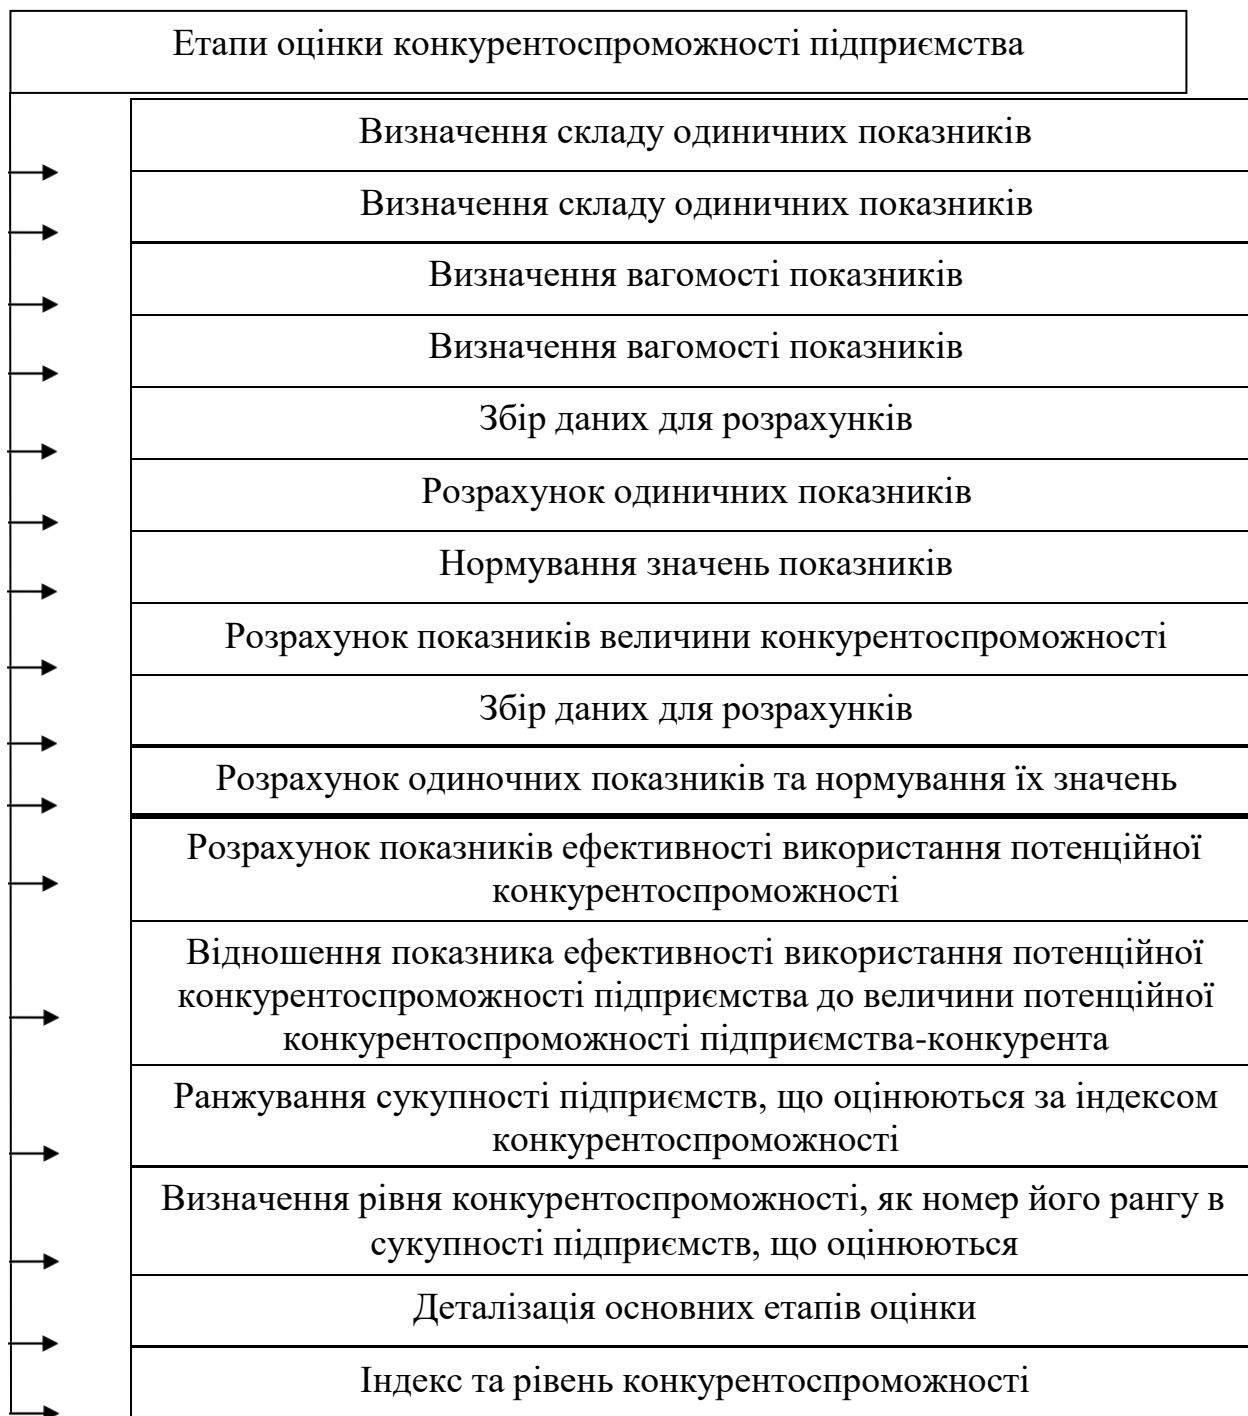 Етапи оцінки конкурентоспроможності підприємства
Визначення складу одиничних показників
Визначення складу одиничних показників
Визначення вагомості показників
Визначення вагомості показників
Збір даних для розрахунків
Розрахунок одиничних показників
Нормування значень показників
Розрахунок показників величини конкурентоспроможності
Збір даних для розрахунків
Розрахунок одиночних показників та нормування їх значень
Розрахунок показників ефективності використання потенційної
конкурентоспроможності
Відношення показника ефективності використання потенційної
конкурентоспроможності підприємства до величини потенційної
конкурентоспроможності підприємства-конкурента
Ранжування сукупності підприємств, що оцінюються за індексом
конкурентоспроможності
Визначення рівня конкурентоспроможності, як номер його рангу в
сукупності підприємств, що оцінюються
Деталізація основних етапів оцінки
Індекс та рівень конкурентоспроможності